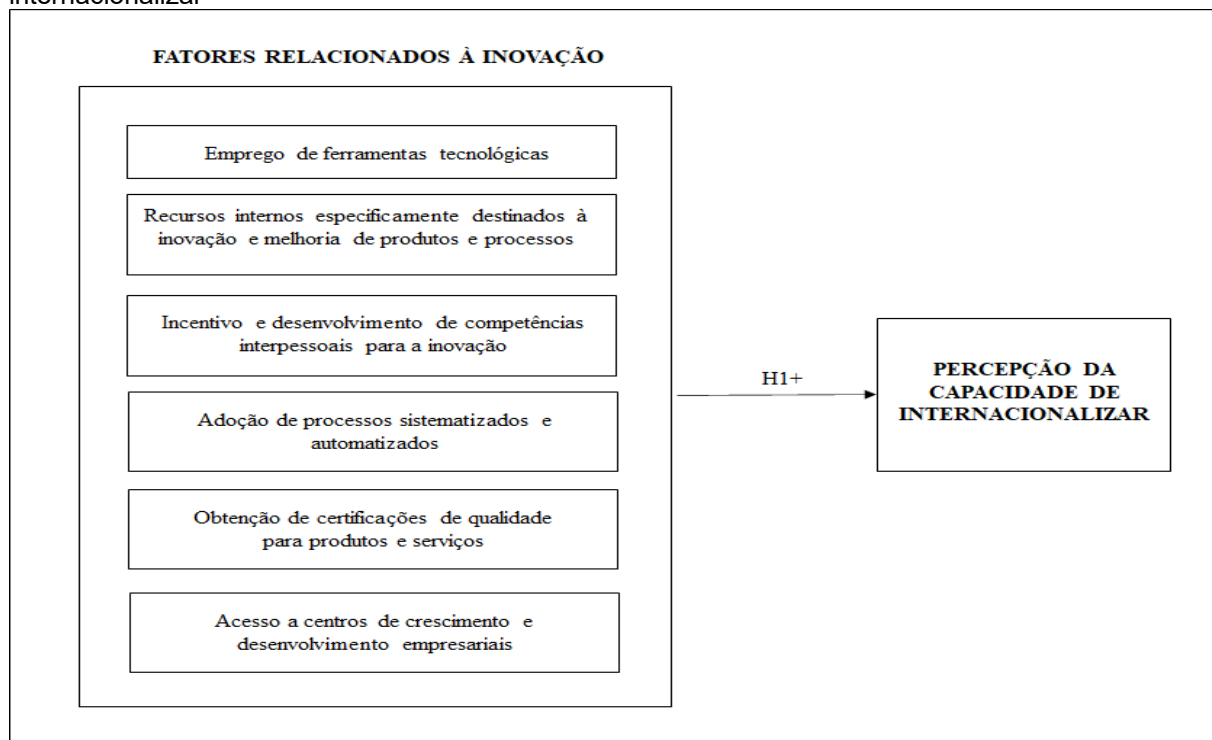 internacionalizar
FATORES RELACIONADOS À INOVAÇÃO
Emprego de ferramentas tecnológicas
Recursos internos especificamente destinados à
inovação e melhoria de produtos e processos
Incentivo e desenvolvimento de competências
interpessoais para a inovação
Adoção de processos sistematizados e
automatizados
Obtenção de certificações de qualidade
para produtos e serviços
Acesso a centros de crescimento e
desenvolvimento empresariais
H1+
PERCEPÇÃO DA
CAPACIDADE DE
INTERNACIONALIZAR